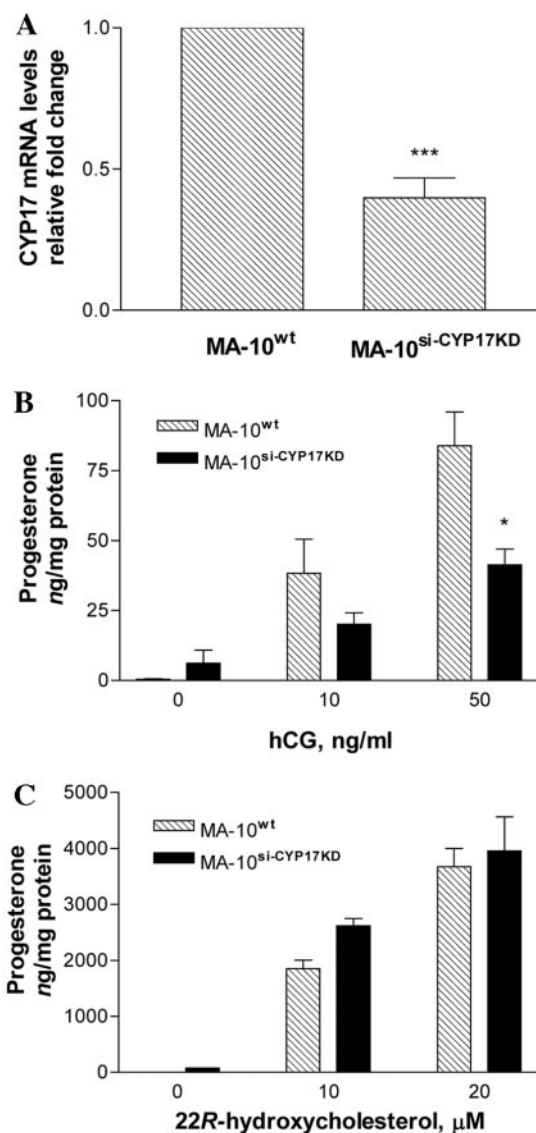 A
CYP17 mRNA levels
relative fold change
1.0
0.5
0.0
***
MA-10wt
MA-10si-CYP17KD
B
MA-10wt
MA-10si-CYP17KD
Progesterone
ng/mg protein
100
75
50
25
0
*
0 10 50
hCG, ng/ml
C
MA-10wt
MA-10si-CYP17KD
Progesterone
ng/mg protein
5000
4000
3000
2000
1000
0
0 10 20
22R-hydroxycholesterol, μM